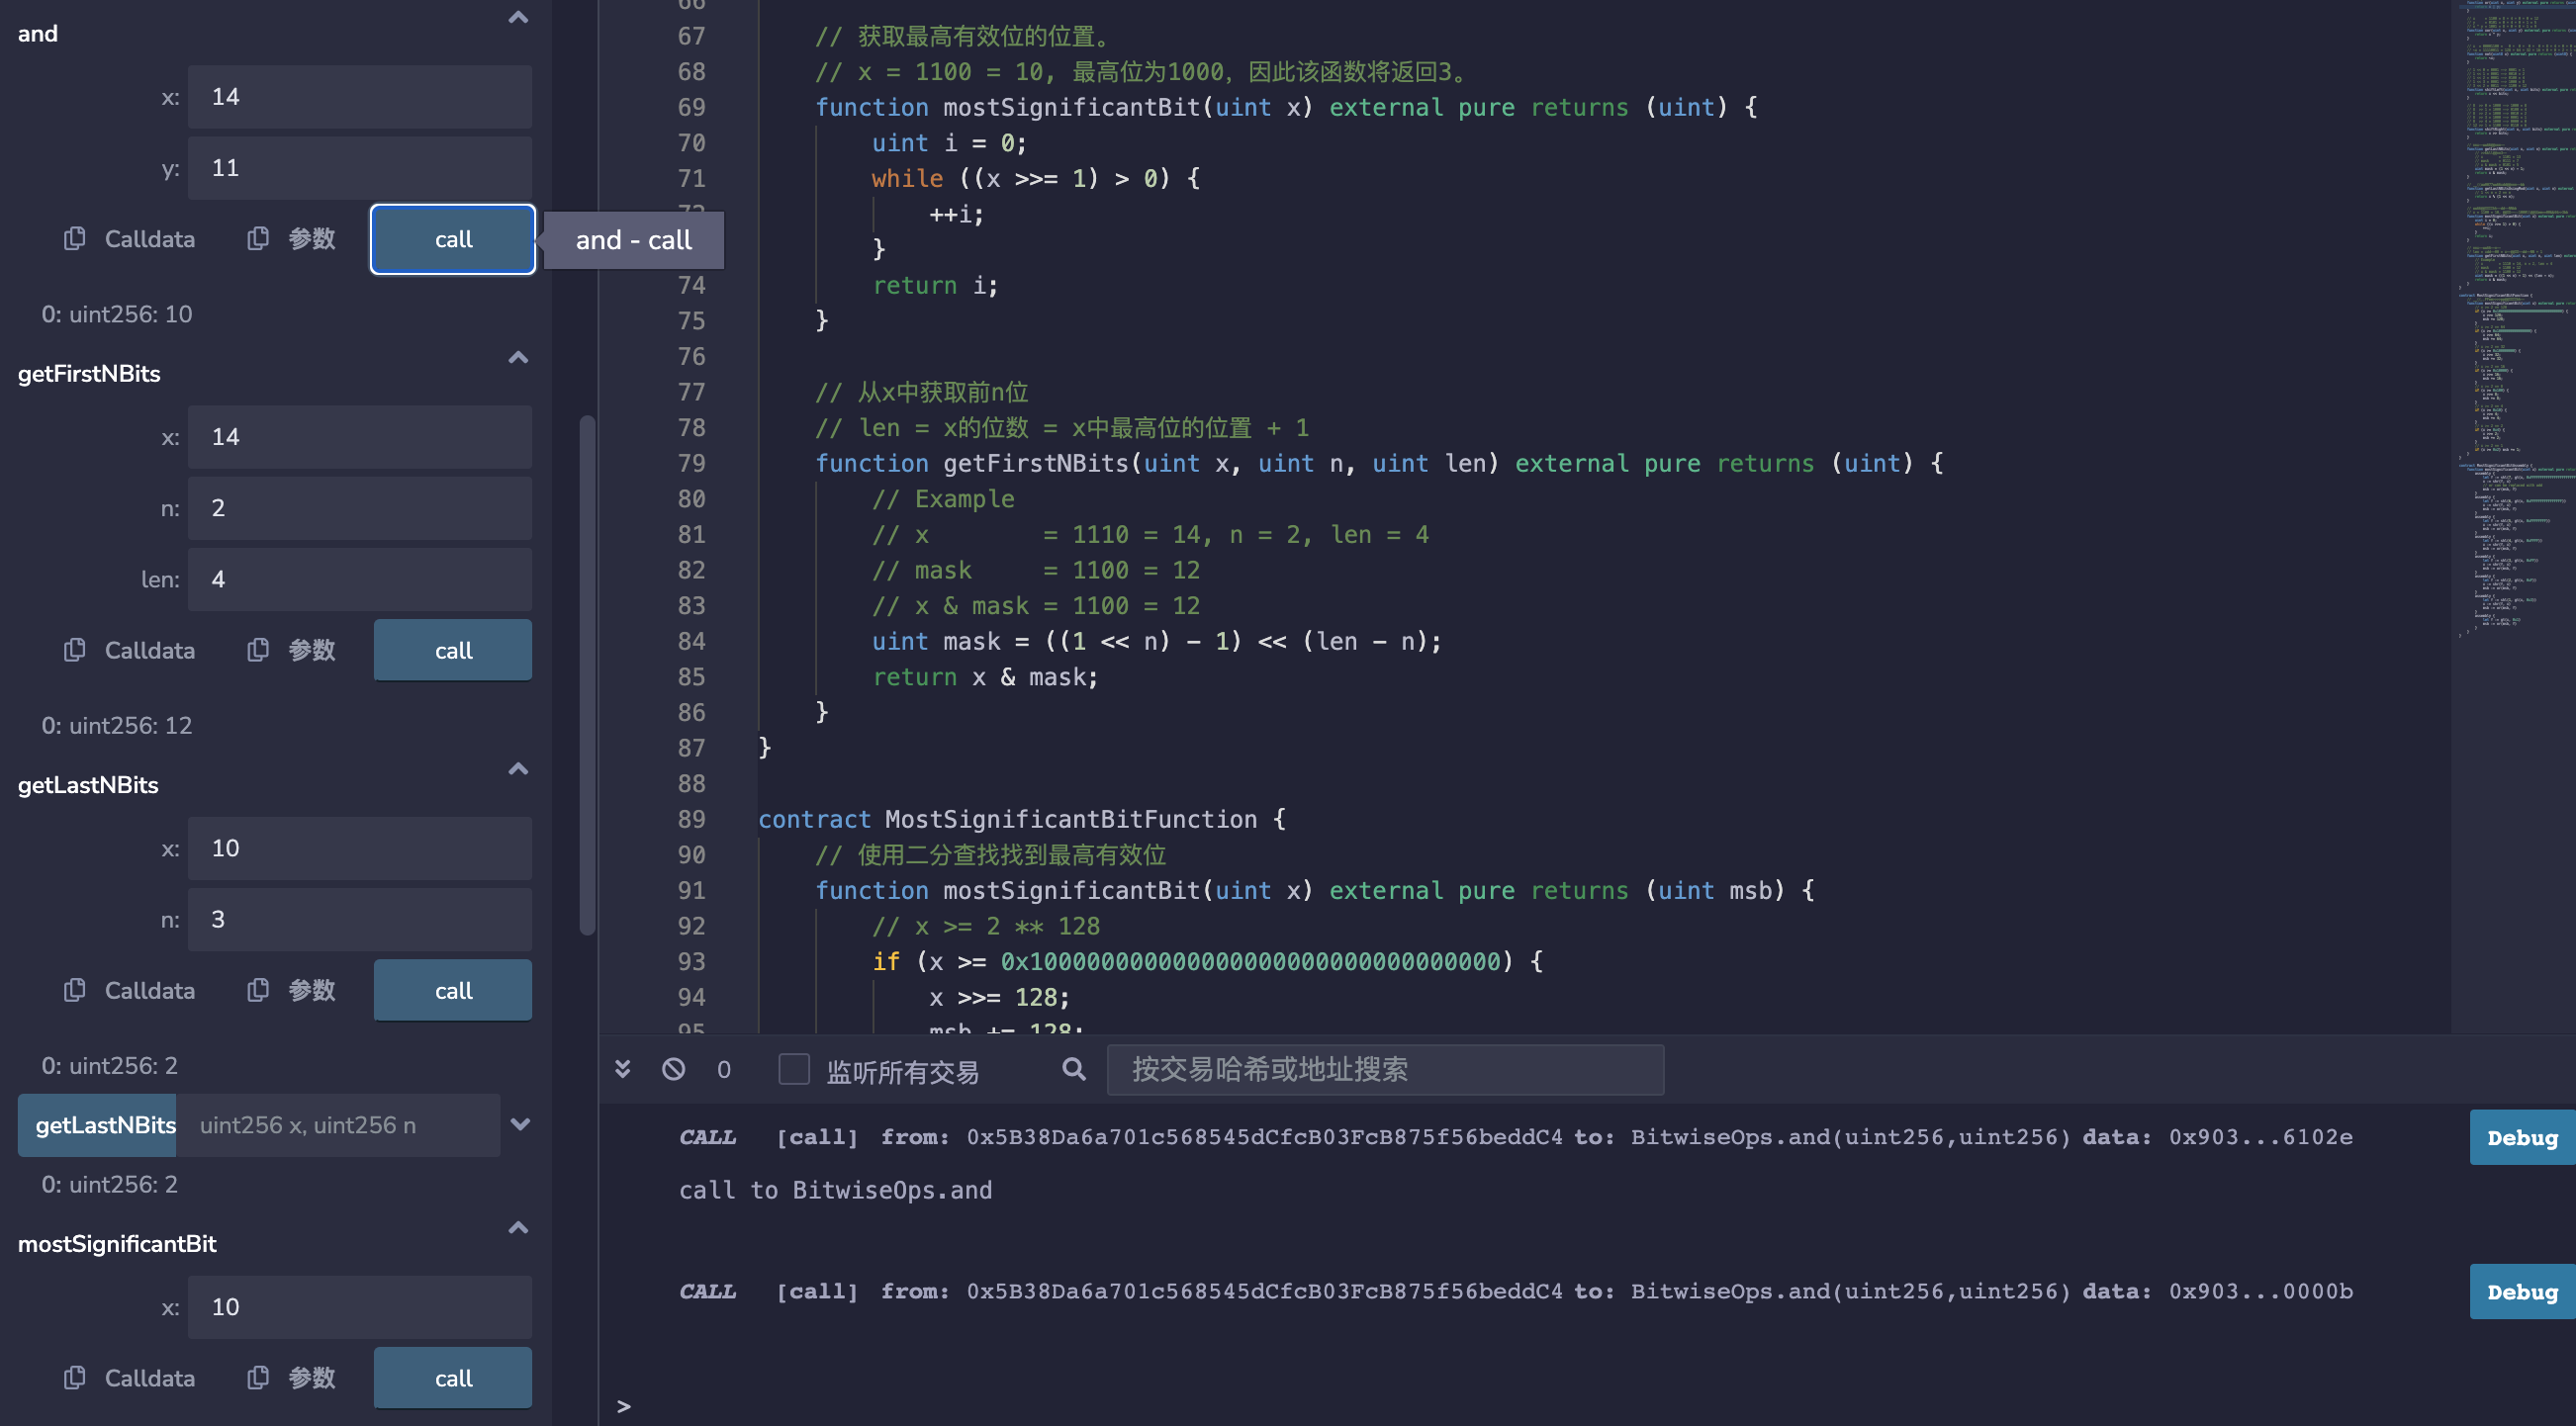 and
x: 14
y: 11
Calldata 参数 call
and - call
0: uint256: 10
getFirstNBits
x: 14
n: 2
len: 4
Calldata 参数 call
0: uint256: 12
getLastNBits
x: 10
n: 3
Calldata 参数 call
0: uint256: 2
getLastNBits uint256 x, uint256 n
0: uint256: 2
mostSignificantBit
x: 10
Calldata 参数 call
66
67 // 获取最高有效位的位置。
68 // x = 1100 = 10, 最高位为1000，因此该函数将返回3。
69 function mostSignificantBit(uint x) external pure returns (uint) {
70 uint i = 0;
71 while ((x >>= 1) > 0) {
72 ++i;
}
74 return i;
75 }
76
77 // 从x中获取前n位
78 // len = x的位数 = x中最高位的位置 + 1
79 function getFirstNBits(uint x, uint n, uint len) external pure returns (uint) {
80 // Example
81 // x = 1110 = 14, n = 2, len = 4
82 // mask = 1100 = 12
83 // x & mask = 1100 = 12
84 uint mask = ((1 << n) - 1) << (len - n);
85 return x & mask;
86 }
87 }
88
89 contract MostSignificantBitFunction {
90 // 使用二分查找找到最高有效位
91 function mostSignificantBit(uint x) external pure returns (uint msb) {
92 // x >= 2 ** 128
93 if (x >= 0x100000000000000000000000000000000) {
94 x >>= 128;
95 msb += 128;
0 监听所有交易 按交易哈希或地址搜索
CALL [call] from: 0x5B38Da6a701c568545dCfcB03FcB875f56beddC4 to: BitwiseOps.and(uint256,uint256) data: 0x903...6102e Debug
call to BitwiseOps.and
CALL [call] from: 0x5B38Da6a701c568545dCfcB03FcB875f56beddC4 to: BitwiseOps.and(uint256,uint256) data: 0x903...0000b Debug
>